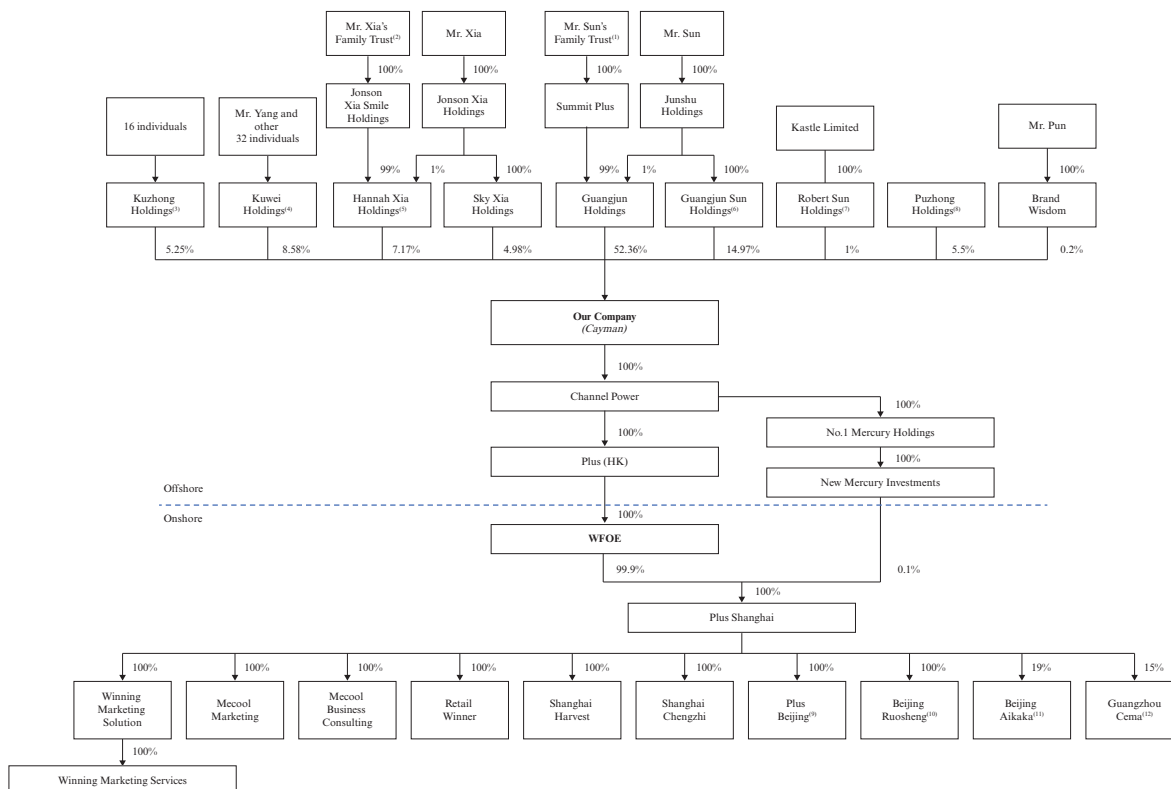 Mr. Xia's
Family Trust(2)
Mr. Xia
Mr. Sun's
Family Trust(1)
Mr. Sun
100%
100%
100%
100%
16 individuals
Mr. Yang and
other
32 individuals
Jonson
Xia Smile
Holdings
Jonson Xia
Holdings
Summit Plus
Junshu
Holdings
Kastle Limited
Mr. Pun
99%
1%
100%
99%
1%
100%
100%
100%
Kuzhong
Holdings(3)
Kuwei
Holdings(4)
Hannah Xia
Holdings(5)
Sky Xia
Holdings
Guangjun
Holdings
Guangjun Sun
Holdings(6)
Robert Sun
Holdings(7)
Puzhong
Holdings(8)
Brand
Wisdom
5.25%
8.58%
7.17%
4.98%
52.36%
14.97%
1%
5.5%
0.2%
Our Company
(Cayman)
100%
Channel Power
100%
100%
No.1 Mercury Holdings
100%
Plus (HK)
New Mercury Investments
Offshore
Onshore
100%
WFOE
99.9%
0.1%
100%
Plus Shanghai
100%
100%
100%
100%
100%
100%
100%
100%
19%
15%
Winning
Marketing
Solution
Mecool
Marketing
Mecool
Business
Consulting
Retail
Winner
Shanghai
Harvest
Shanghai
Chengzhi
Plus
Beijing(9)
Beijing
Ruosheng(10)
Beijing
Aikaka(11)
Guangzhou
Cema(12)
100%
Winning Marketing Services